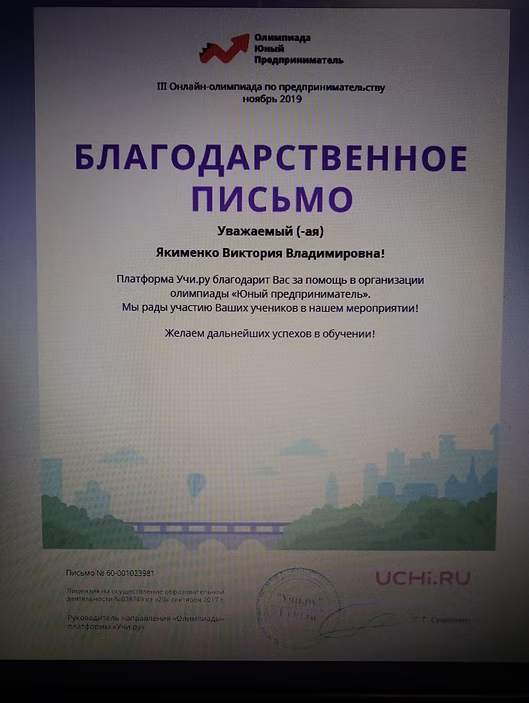 Олимпиада
Юный
Предприниматель
III Онлайн-олимпиада по предпринимательству
ноябрь 2019
БЛАГОДАРСТВЕННОЕ
ПИСЬМО
Уважаемый (-ая)
Якименко Виктория Владимировна!
Платформа Учи.ру благодарит Вас за помощь в организации
олимпиады «Юный предприниматель».
Мы рады участию Ваших учеников в нашем мероприятии!
Желаем дальнейших успехов в обучении!
Письмо № 60-001023981
UCHi.RU
Лицензия на осуществление образовательной
деятельности от «20» сентября 2017 г.
Руководитель направления «Олимпиады»
платформы «Учи.ру»